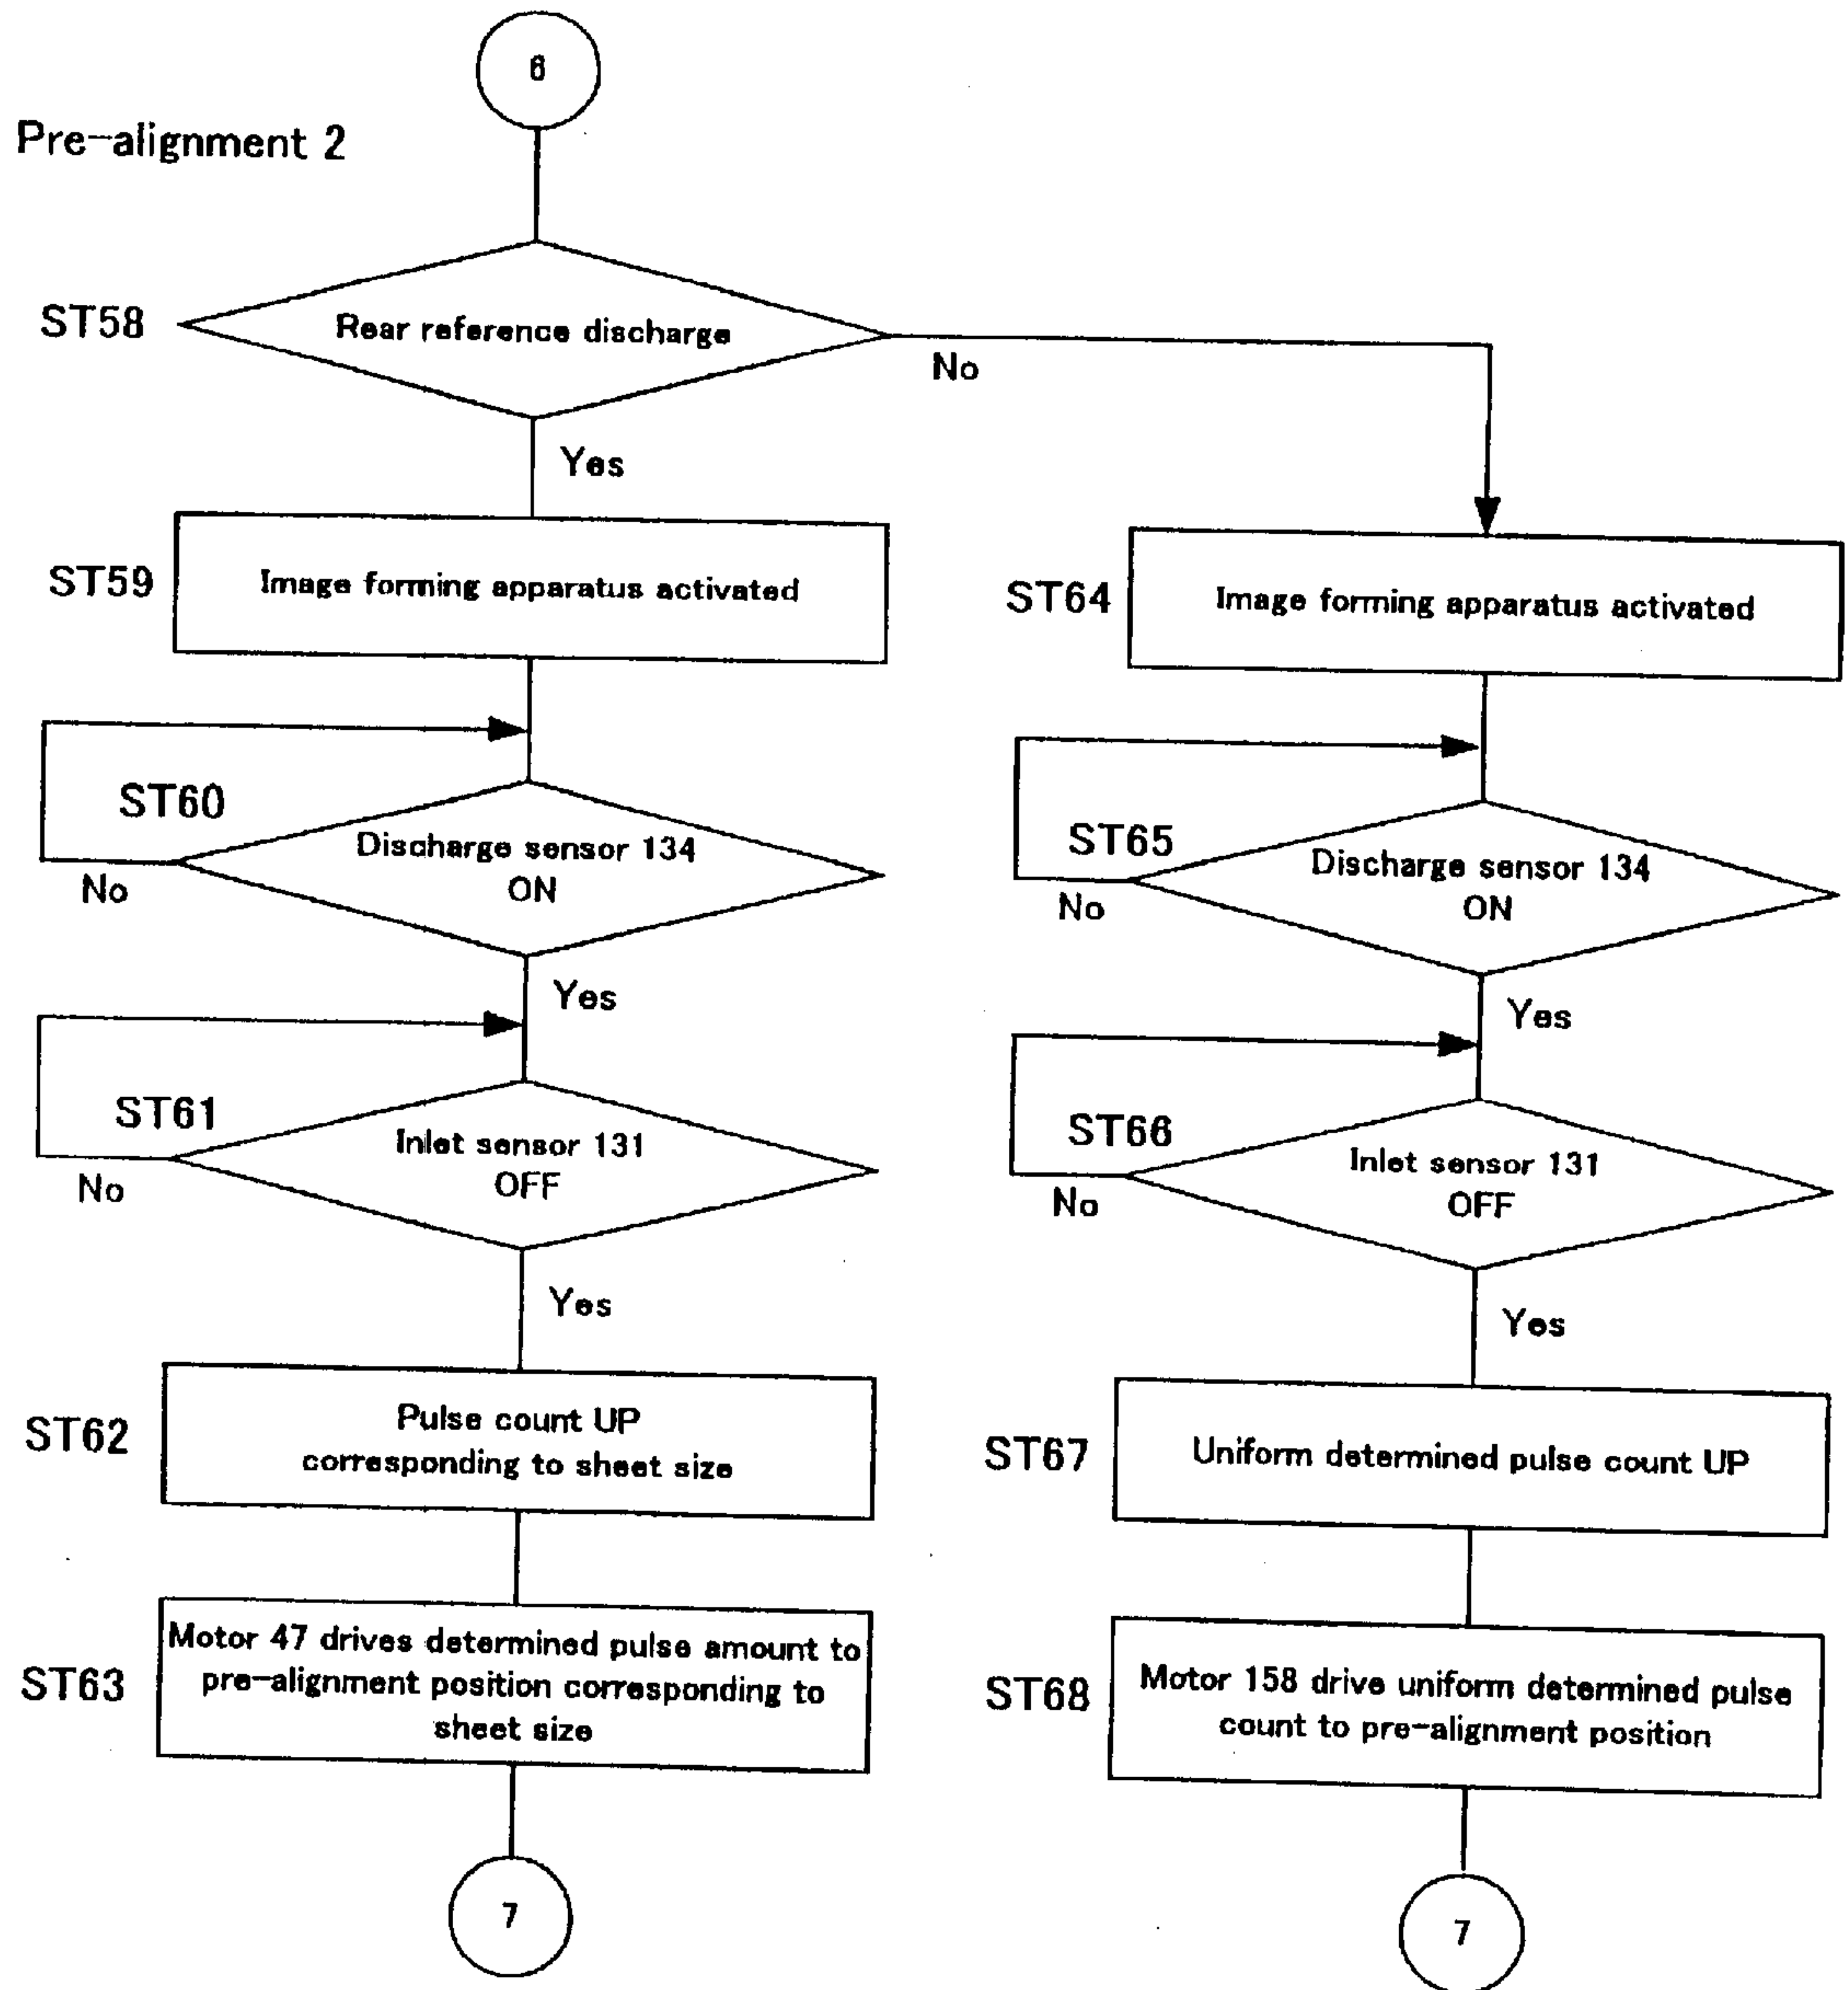 6
Pre-alignment 2
ST58
Rear reference discharge
No
Yes
ST59
Image forming apparatus activated
ST60
Discharge sensor 134
ON
No
Yes
ST61
Inlet sensor 131
OFF
No
Yes
ST62
Pulse count UP
corresponding to sheet size
ST63
Motor 47 drives determined pulse amount to
pre-alignment position corresponding to
sheet size
7
ST64
Image forming apparatus activated
ST65
Discharge sensor 134
ON
No
Yes
ST66
Inlet sensor 131
OFF
No
Yes
ST67
Uniform determined pulse count UP
ST68
Motor 158 drive uniform determined pulse
count to pre-alignment position
7